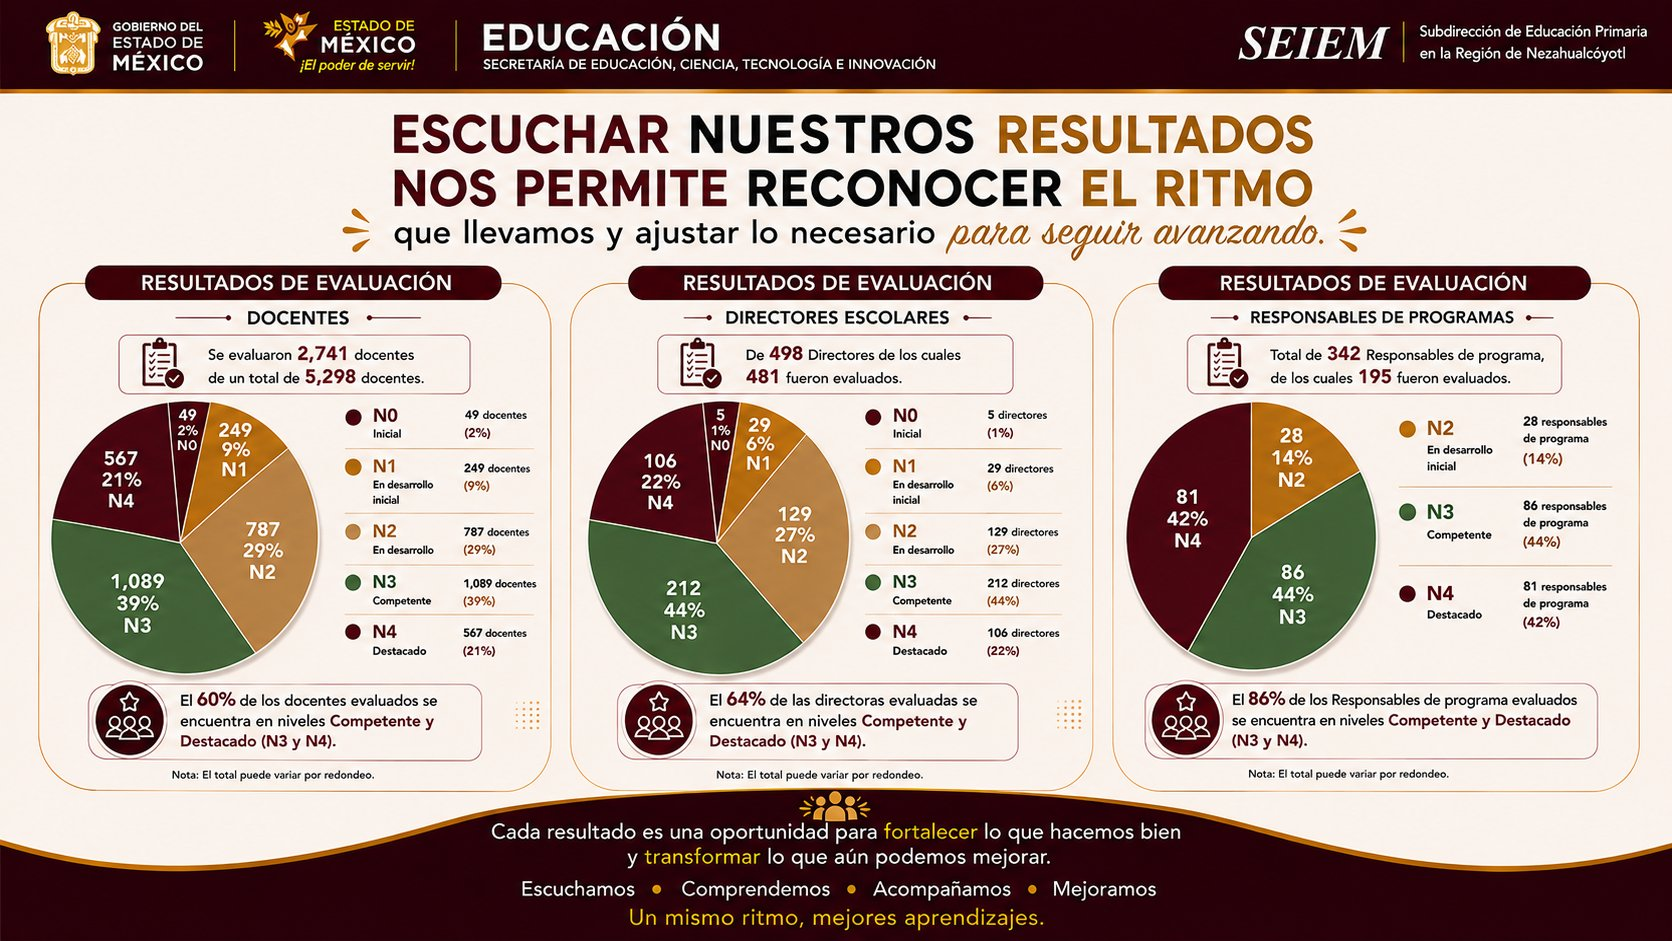 GOBIERNO DEL
ESTADO DE
MÉXICO
ESTADO DE
MÉXICO
¡El poder de servir!
EDUCACIÓN
SECRETARÍA DE EDUCACIÓN, CIENCIA, TECNOLOGÍA E INNOVACIÓN
SEIEM
Subdirección de Educación Primaria
en la Región de Nezahualcóyotl
ESCUCHAR NUESTROS RESULTADOS
NOS PERMITE RECONOCER EL RITMO
que llevamos y ajustar lo necesario para seguir avanzando.
RESULTADOS DE EVALUACIÓN
DOCENTES
Se evaluaron 2,741 docentes
de un total de 5,298 docentes.
49
2%
N0
249
9%
N1
567
21%
N4
787
29%
N2
1,089
39%
N3
N0
Inicial
49 docentes
(2%)
N1
En desarrollo
inicial
249 docentes
(9%)
N2
En desarrollo
787 docentes
(29%)
N3
Competente
1,089 docentes
(39%)
N4
Destacado
567 docentes
(21%)
El 60% de los docentes evaluados se
encuentra en niveles Competente y
Destacado (N3 y N4).
Nota: El total puede variar por redondeo.
RESULTADOS DE EVALUACIÓN
DIRECTORES ESCOLARES
De 498 Directores de los cuales
481 fueron evaluados.
5
1%
N0
29
6%
N1
106
22%
N4
129
27%
N2
212
44%
N3
N0
Inicial
5 directores
(1%)
N1
En desarrollo
inicial
29 directores
(6%)
N2
En desarrollo
129 directores
(27%)
N3
Competente
212 directores
(44%)
N4
Destacado
106 directores
(22%)
El 64% de las directoras evaluadas se
encuentra en niveles Competente y
Destacado (N3 y N4).
Nota: El total puede variar por redondeo.
RESULTADOS DE EVALUACIÓN
RESPONSABLES DE PROGRAMAS
Total de 342 Responsables de programa,
de los cuales 195 fueron evaluados.
28
14%
N2
81
42%
N4
86
44%
N3
N2
En desarrollo
inicial
28 responsables
de programa
(14%)
N3
Competente
86 responsables
de programa
(44%)
N4
Destacado
81 responsables
de programa
(42%)
El 86% de los Responsables de programa evaluados
se encuentra en niveles Competente y Destacado
(N3 y N4).
Nota: El total puede variar por redondeo.
Cada resultado es una oportunidad para fortalecer lo que hacemos bien
y transformar lo que aún podemos mejorar.
Escuchamos • Comprendemos • Acompañamos • Mejoramos
Un mismo ritmo, mejores aprendizajes.